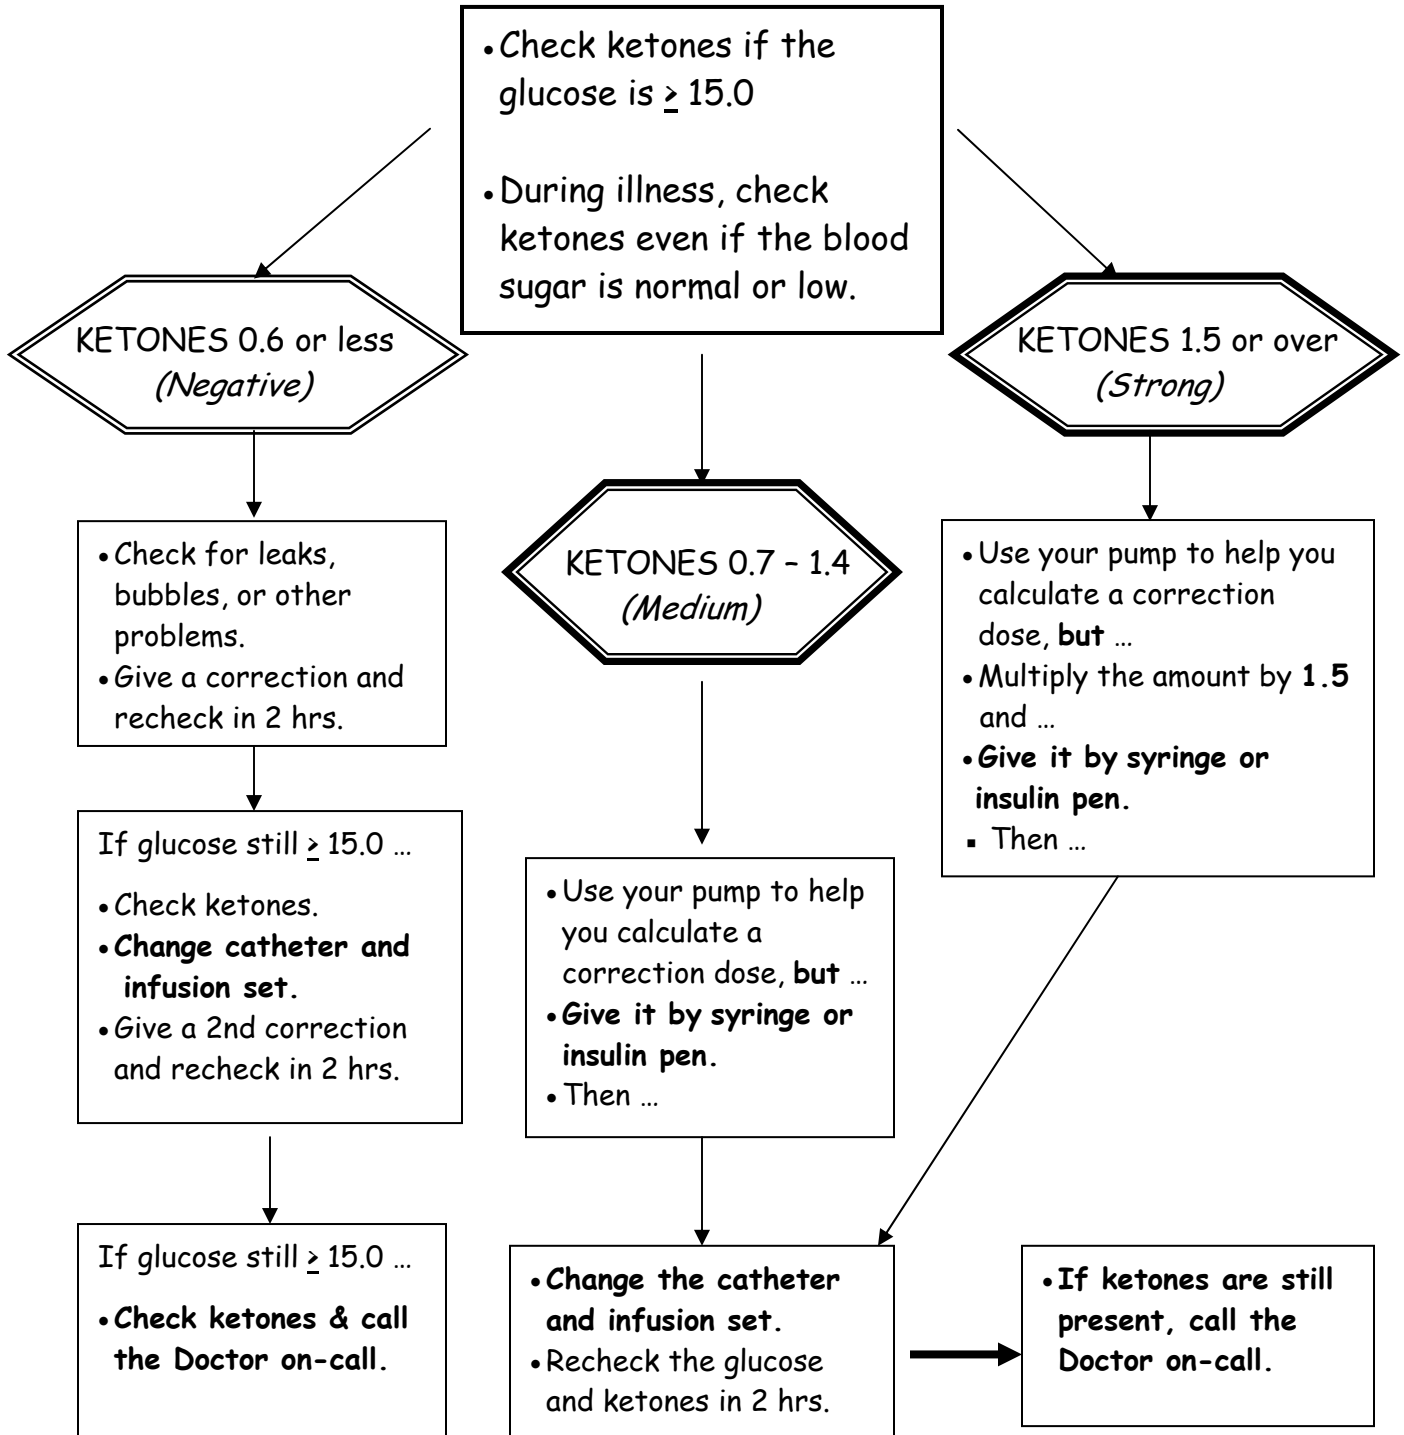 • Check ketones if the
glucose is ≥ 15.0
• During illness, check
ketones even if the blood
sugar is normal or low.
KETONES 0.6 or less
(Negative)
• Check for leaks,
bubbles, or other
problems.
• Give a correction and
recheck in 2 hrs.
If glucose still ≥ 15.0 …
• Check ketones.
• Change catheter and
infusion set.
• Give a 2nd correction
and recheck in 2 hrs.
If glucose still ≥ 15.0 …
• Check ketones & call
the Doctor on-call.
KETONES 0.7 – 1.4
(Medium)
• Use your pump to help
you calculate a
correction dose, but …
• Give it by syringe or
insulin pen.
• Then …
KETONES 1.5 or over
(Strong)
• Use your pump to help you
calculate a correction
dose, but …
• Multiply the amount by 1.5
and …
• Give it by syringe or
insulin pen.
▪ Then …
• Change the catheter
and infusion set.
• Recheck the glucose
and ketones in 2 hrs.
• If ketones are still
present, call the
Doctor on-call.